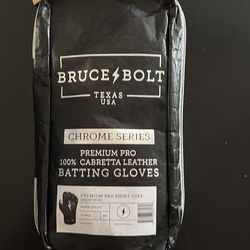 BRUCE BOLT
TEXAS
USA
CHROME SERIES
PREMIUM PRO
100% CABRETTA LEATHER
BATTING GLOVES
PREMIUM PRO SHORT CUFF